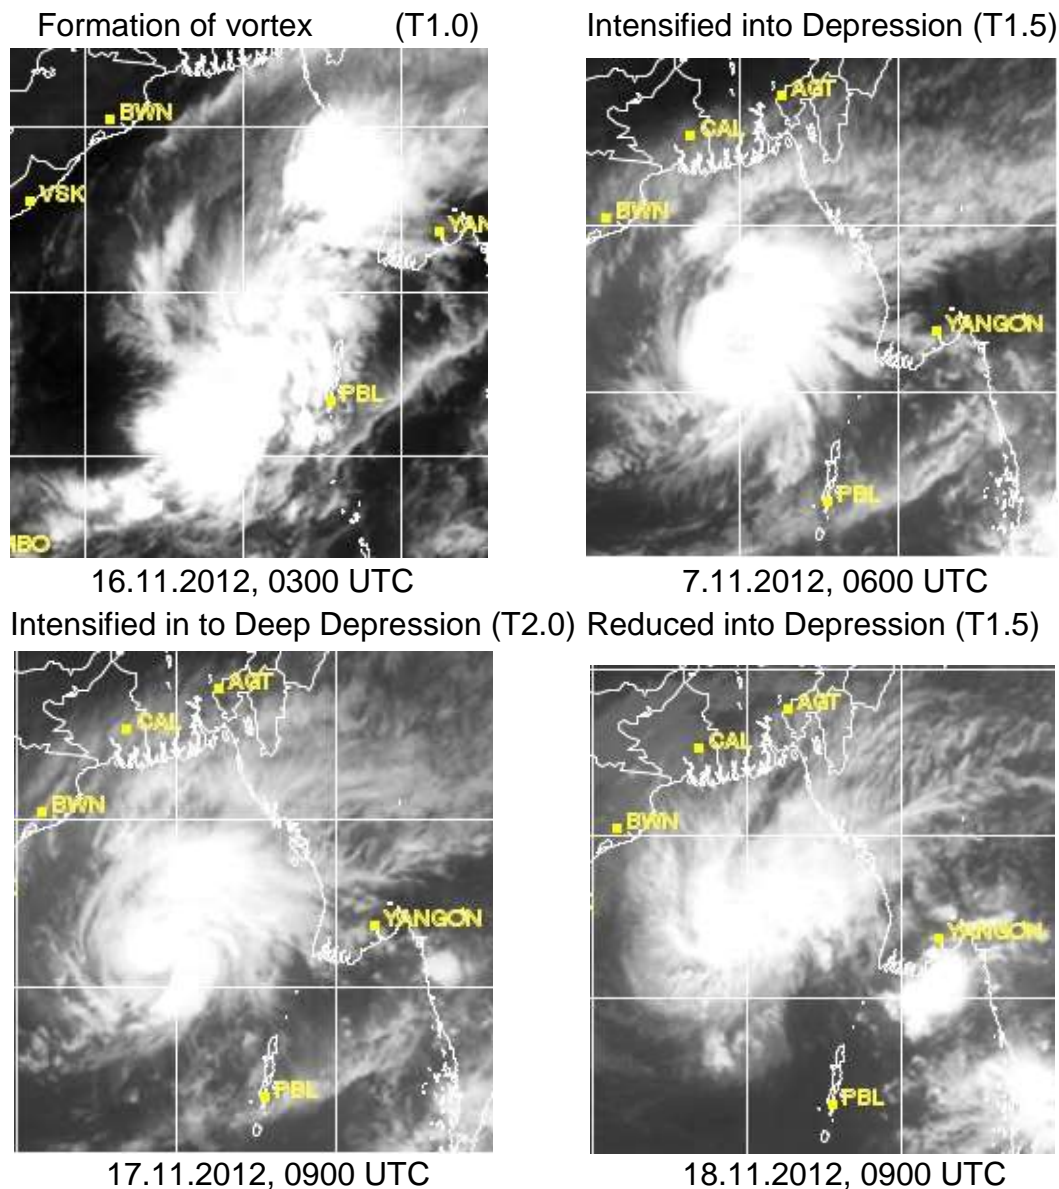 Formation of vortex (T1.0)
BWN
VSK
YAN
PBL
IBO
16.11.2012, 0300 UTC
Intensified into Depression (T1.5)
AGT
CAL
BWN
YANGON
PBL
7.11.2012, 0600 UTC
Intensified in to Deep Depression (T2.0)
AGT
CAL
BWN
YANGON
PBL
17.11.2012, 0900 UTC
Reduced into Depression (T1.5)
AGT
CAL
BWN
YANGON
PBL
18.11.2012, 0900 UTC